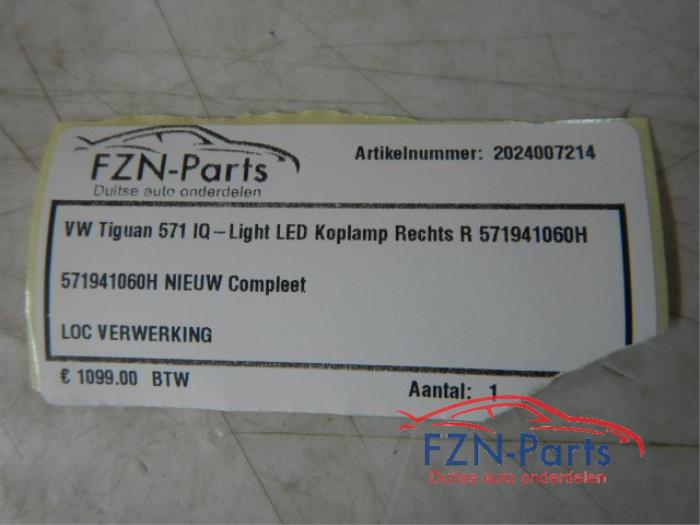 FZN-Parts
Duitse auto onderdelen
Artikelnummer: 2024007214
VW Tiguan 571 IQ-Light LED Koplamp Rechts R 571941060H
571941060H NIEUW Compleet
LOC VERWERKING
€ 1099.00 BTW
Aantal: 1
FZN-Parts
Duitse auto onderdelen